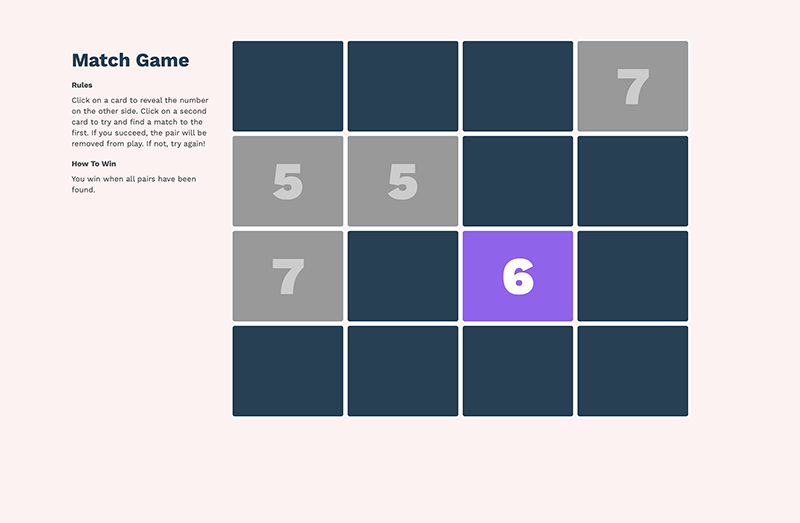 Match Game
Rules
Click on a card to reveal the number
on the other side. Click on a second
card to try and find a match to the
first. If you succeed, the pair will be
removed from play. If not, try again!
How To Win
You win when all pairs have been
found.
7
5 5
7 6